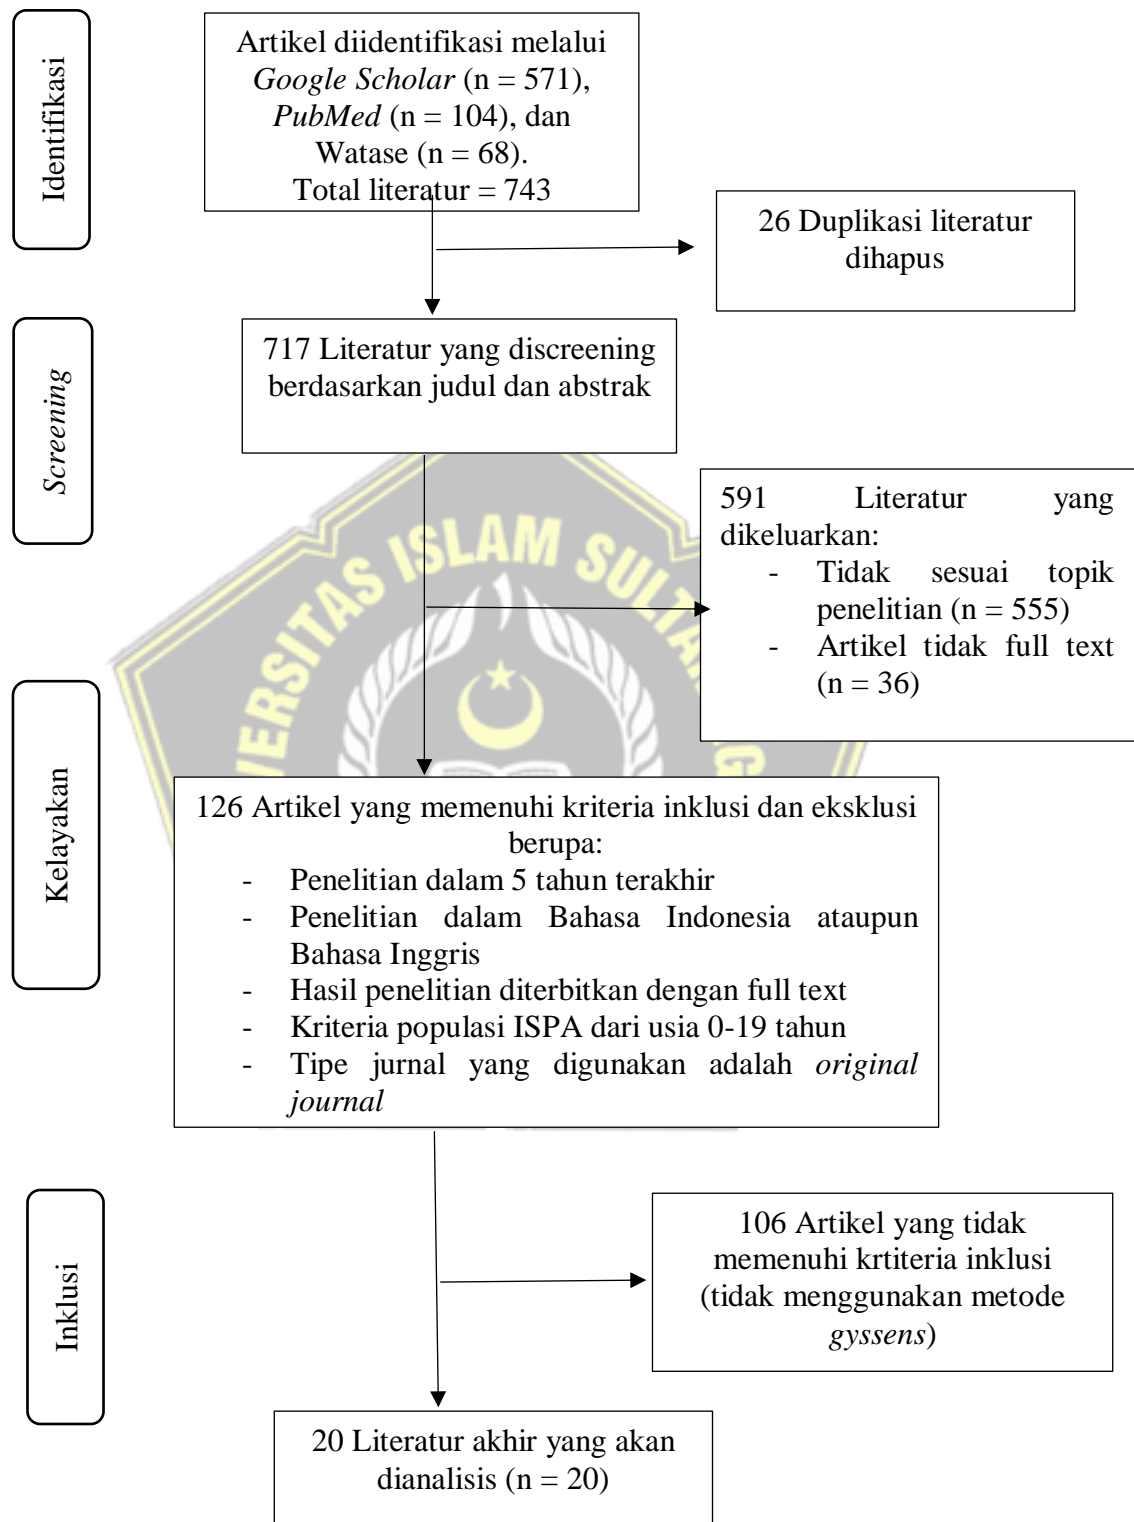 Identifikasi
Artikel diidentifikasi melalui
Google Scholar (n = 571),
PubMed (n = 104), dan
Watase (n = 68).
Total literatur = 743
26 Duplikasi literatur
dihapus
Screening
717 Literatur yang discreening
berdasarkan judul dan abstrak
591 Literatur yang
dikeluarkan:
- Tidak sesuai topik
penelitian (n = 555)
- Artikel tidak full text
(n = 36)
VERSITAS ISLAM SULTAN
Kelayakan
126 Artikel yang memenuhi kriteria inklusi dan eksklusi
berupa:
- Penelitian dalam 5 tahun terakhir
- Penelitian dalam Bahasa Indonesia ataupun
Bahasa Inggris
- Hasil penelitian diterbitkan dengan full text
- Kriteria populasi ISPA dari usia 0-19 tahun
- Tipe jurnal yang digunakan adalah original
journal
Inklusi
106 Artikel yang tidak
memenuhi krtiteria inklusi
(tidak menggunakan metode
gyssens)
20 Literatur akhir yang akan
dianalisis (n = 20)